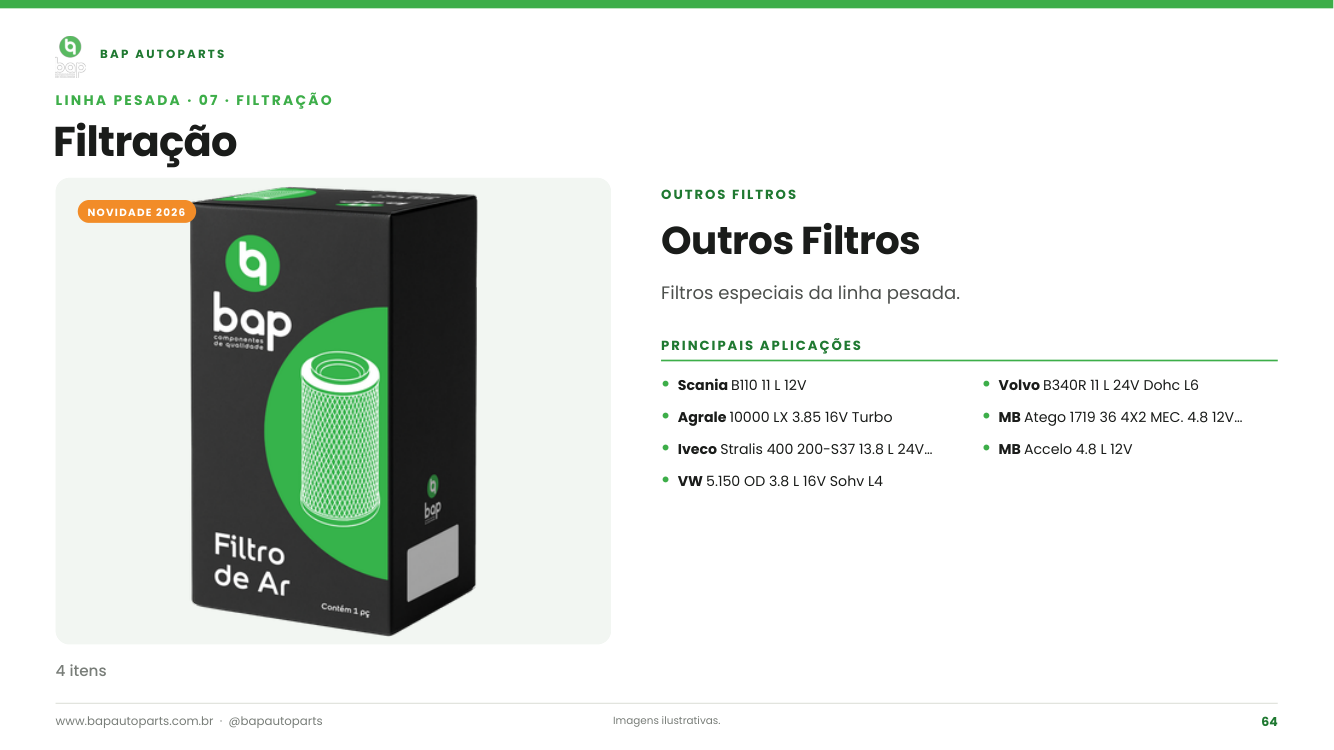 bap
BAP AUTOPARTS
LINHA PESADA · 07 · FILTRAÇÃO
Filtração
NOVIDADE 2026
bap
componentes
de qualidade
Filtro
de Ar
Contém 1 pç
bap
4 itens
OUTROS FILTROS
Outros Filtros
Filtros especiais da linha pesada.
PRINCIPAIS APLICAÇÕES
• Scania B110 11 L 12V
• Agrale 10000 LX 3.85 16V Turbo
• Iveco Stralis 400 200-S37 13.8 L 24V…
• VW 5.150 OD 3.8 L 16V Sohv L4
• Volvo B340R 11 L 24V Dohc L6
• MB Atego 1719 36 4X2 MEC. 4.8 12V…
• MB Accelo 4.8 L 12V
www.bapautoparts.com.br · @bapautoparts
Imagens ilustrativas.
64